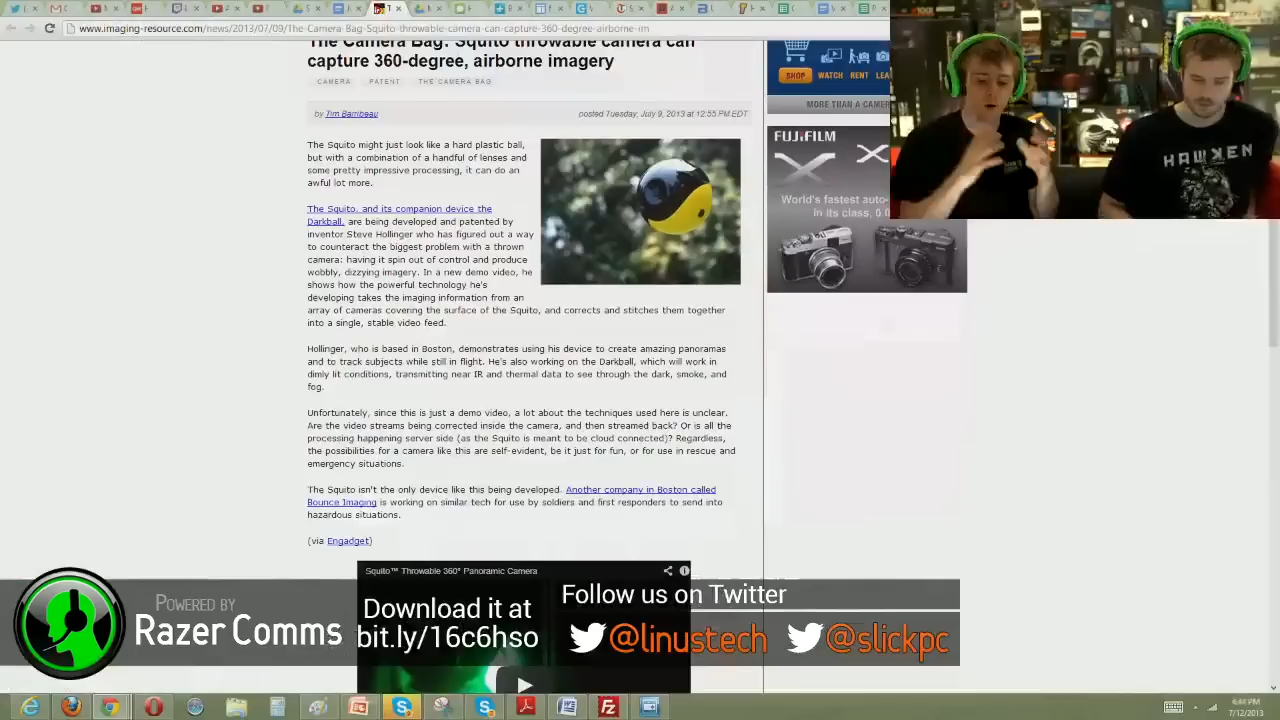 www.imaging-resource.com/news/2013/07/09/The-Camera-Bag-Squito-throwable-camera-can-capture-360-degree-airborne-im
The Camera Bag: Squito throwable camera can
capture 360-degree, airborne imagery
CAMERA PATENT THE CAMERA BAG
by Tim Barribeau posted Tuesday, July 9, 2013 at 12:55 PM EDT
The Squito might just look like a hard plastic ball,
but with a combination of a handful of lenses and
some pretty impressive processing, it can do an
awful lot more.
The Squito, and its companion device the
Darkball, are being developed and patented by
inventor Steve Hollinger who has figured out a way
to counteract the biggest problem with a thrown
camera: having it spin out of control and produce
wobbly, dizzying imagery. In a new demo video, he
shows how the powerful technology he's
developing takes the imaging information from an
array of cameras covering the surface of the Squito, and corrects and stitches them together
into a single, stable video feed.
Hollinger, who is based in Boston, demonstrates using his device to create amazing panoramas
and to track subjects while still in flight. He's also working on the Darkball, which will work in
dimly lit conditions, transmitting near IR and thermal data to see through the dark, smoke, and
fog.
Unfortunately, since this is just a demo video, a lot about the techniques used here is unclear.
Are the video streams being corrected inside the camera, and then streamed back? Or is all the
processing happening server side (as the Squito is meant to be cloud connected)? Regardless,
the possibilities for a camera like this are self-evident, be it just for fun, or for use in rescue and
emergency situations.
The Squito isn't the only device like this being developed. Another company in Boston called
Bounce Imaging is working on similar tech for use by soldiers and first responders to send into
hazardous situations.
(via Engadget)
SHOP WATCH RENT LEA
MORE THAN A CAMER
FUJIFILM
X X
World's fastest auto-
in its class, 0.0
HAWKEN
Squito™ Throwable 360° Panoramic Camera
POWERED BY
Razer Comms
Download it at
bit.ly/16c6hso
Follow us on Twitter
@linustech @slickpc
6:44 PM
7/12/2013